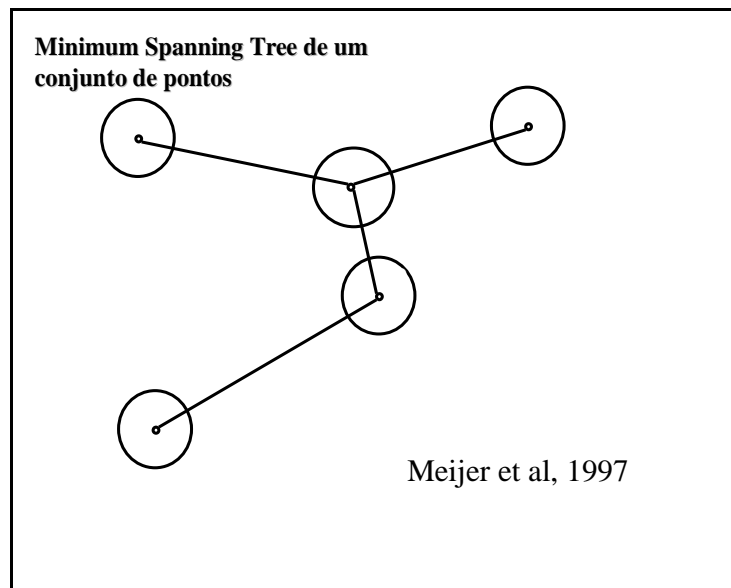 Minimum Spanning Tree de um
conjunto de pontos
Meijer et al, 1997